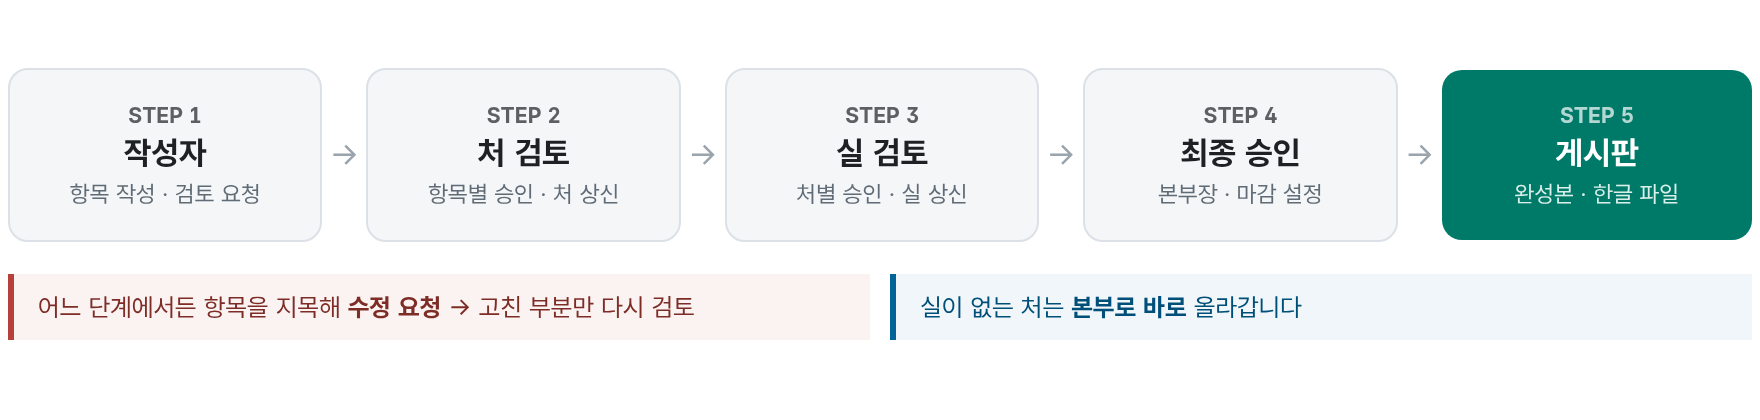 STEP 1
작성자
항목 작성 · 검토 요청
→
STEP 2
처 검토
항목별 승인 · 처 상신
→
STEP 3
실 검토
처별 승인 · 실 상신
→
STEP 4
최종 승인
본부장 · 마감 설정
→
STEP 5
게시판
완성본 · 한글 파일
어느 단계에서든 항목을 지목해 수정 요청 → 고친 부분만 다시 검토
실이 없는 처는 본부로 바로 올라갑니다